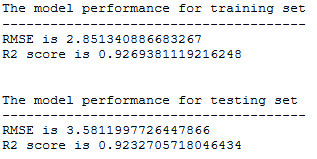 The model performance for training set
--------------------------------------
RMSE is 2.851340886683267
R2 score is 0.9269381119216248
The model performance for testing set
--------------------------------------
RMSE is 3.5811997726447866
R2 score is 0.9232705718046434